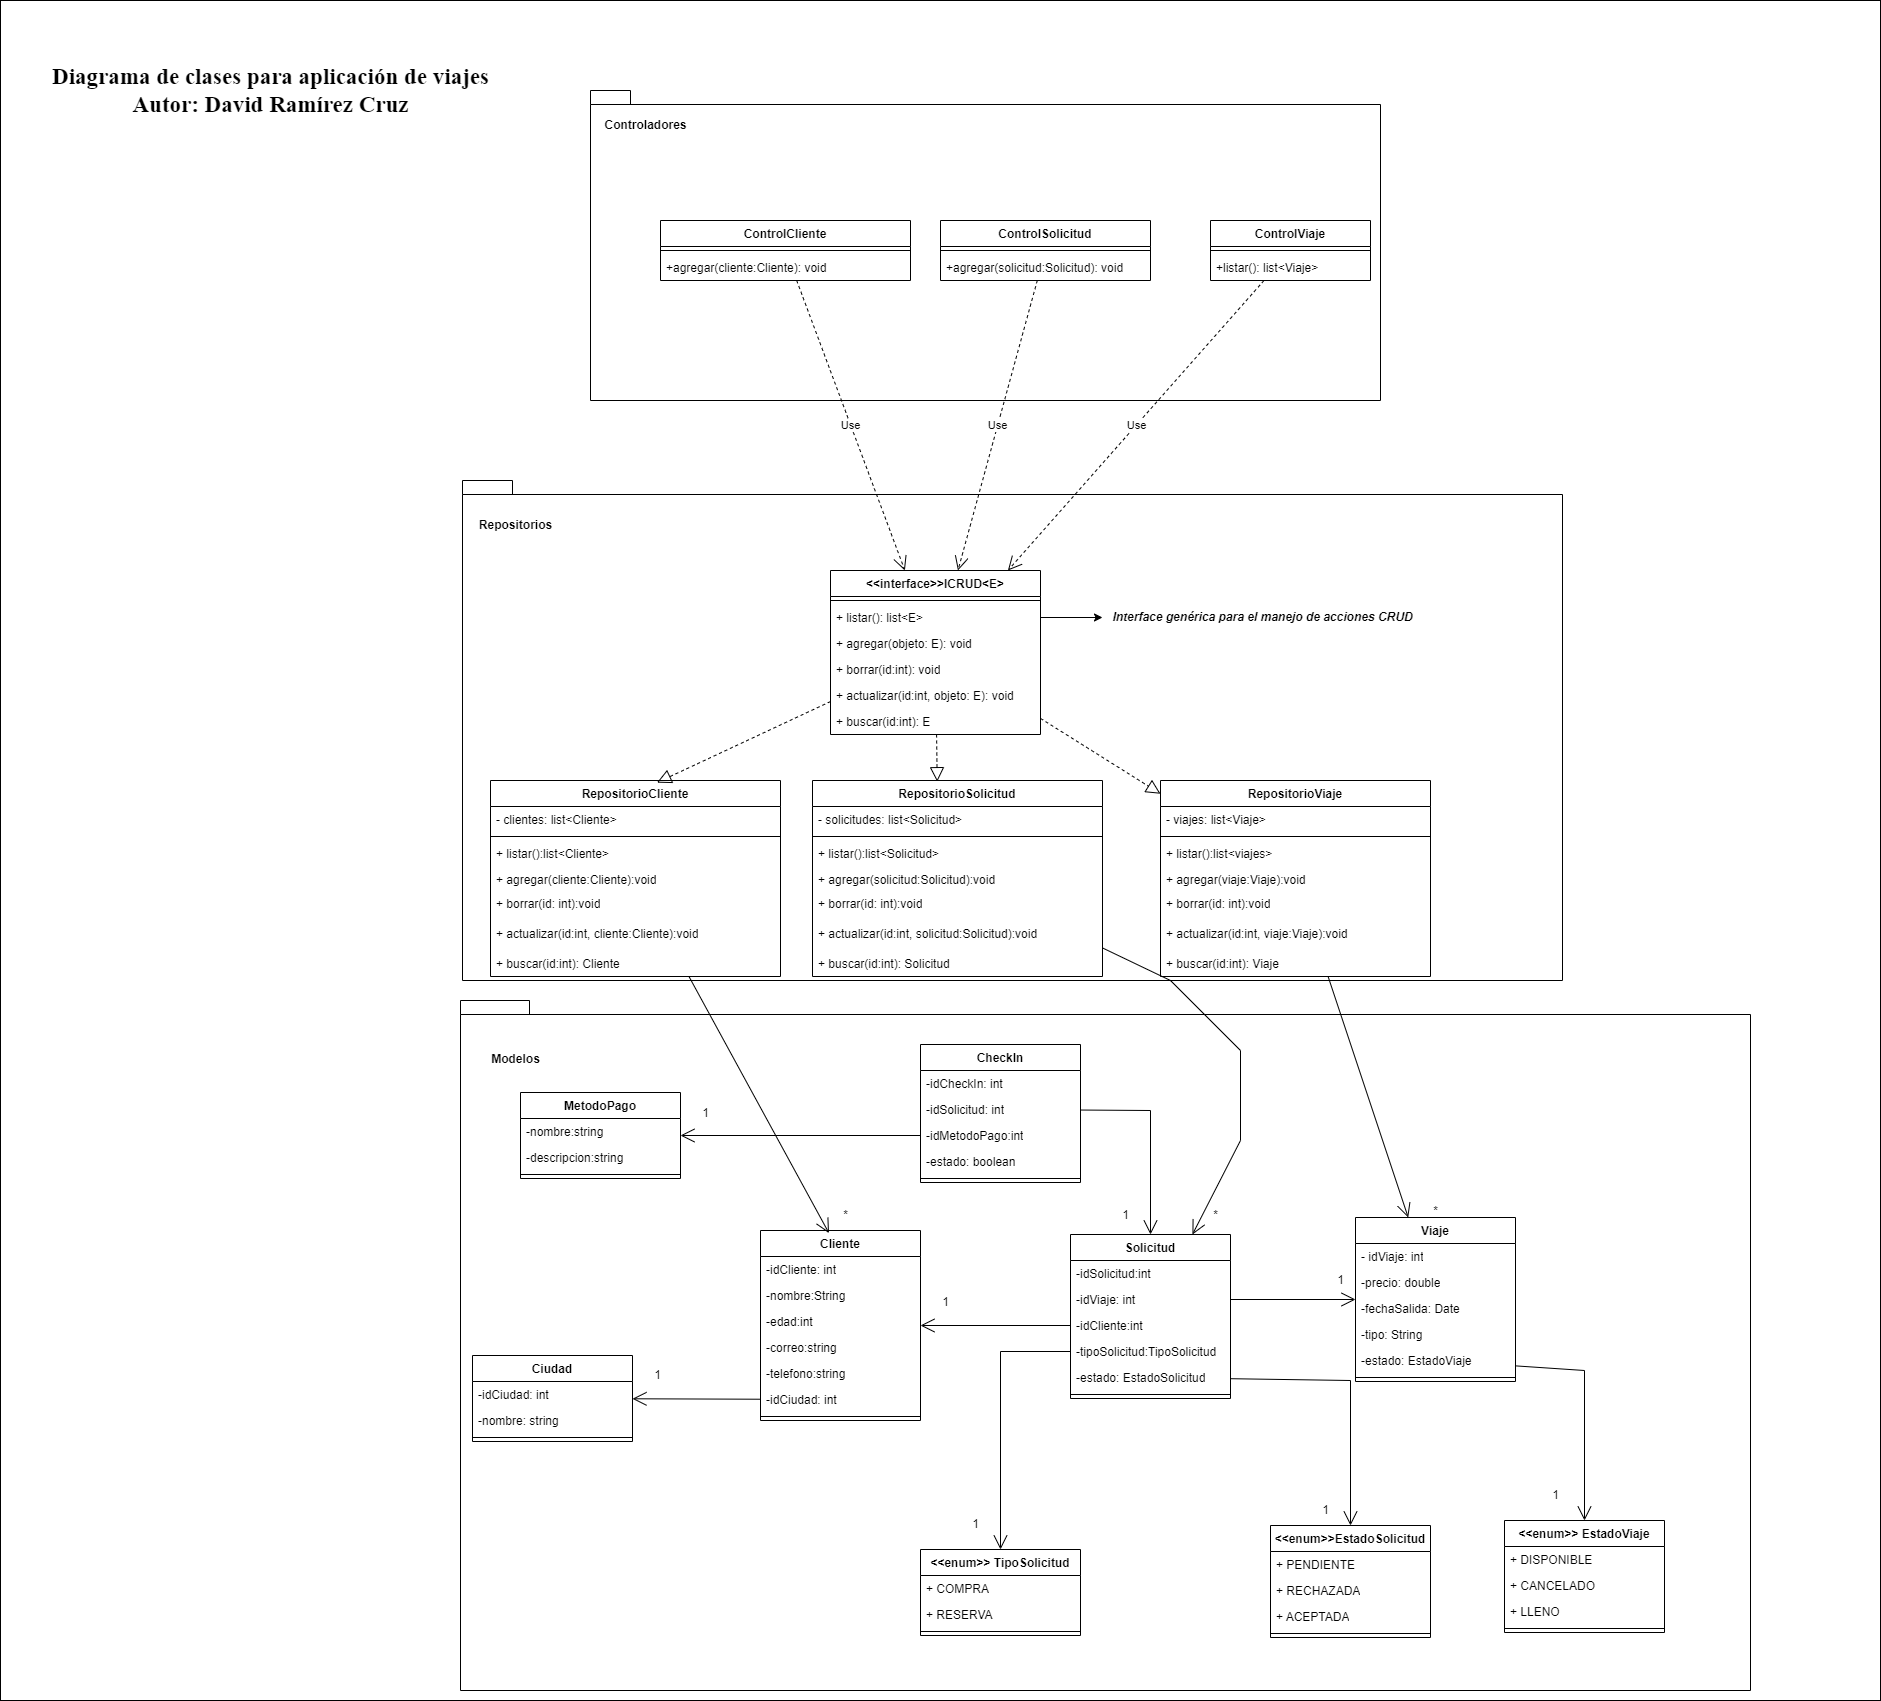 Diagrama de clases para aplicación de viajes
Autor: David Ramírez Cruz
Controladores
ControlCliente
+agregar(cliente:Cliente): void
ControlSolicitud
+agregar(solicitud:Solicitud): void
ControlViaje
+listar(): list<Viaje>
Use
Use
Use
Repositorios
<<interface>>ICRUD<E>
+ listar(): list<E>
+ agregar(objeto: E): void
+ borrar(id:int): void
+ actualizar(id:int, objeto: E): void
+ buscar(id:int): E
Interface genérica para el manejo de acciones CRUD
RepositorioCliente
- clientes: list<Cliente>
+ listar():list<Cliente>
+ agregar(cliente:Cliente):void
+ borrar(id: int):void
+ actualizar(id:int, cliente:Cliente):void
+ buscar(id:int): Cliente
RepositorioSolicitud
- solicitudes: list<Solicitud>
+ listar():list<Solicitud>
+ agregar(solicitud:Solicitud):void
+ borrar(id: int):void
+ actualizar(id:int, solicitud:Solicitud):void
+ buscar(id:int): Solicitud
RepositorioViaje
- viajes: list<Viaje>
+ listar():list<viajes>
+ agregar(viaje:Viaje):void
+ borrar(id: int):void
+ actualizar(id:int, viaje:Viaje):void
+ buscar(id:int): Viaje
Modelos
MetodoPago
-nombre:string
-descripcion:string
1
CheckIn
-idCheckIn: int
-idSolicitud: int
-idMetodoPago:int
-estado: boolean
*
Cliente
-idCliente: int
-nombre:String
-edad:int
-correo:string
-telefono:string
-idCiudad: int
1
1
*
Solicitud
-idSolicitud:int
-idViaje: int
-idCliente:int
-tipoSolicitud:TipoSolicitud
-estado: EstadoSolicitud
1
*
Viaje
- idViaje: int
-precio: double
-fechaSalida: Date
-tipo: String
-estado: EstadoViaje
Ciudad
-idCiudad: int
-nombre: string
1
1
<<enum>> TipoSolicitud
+ COMPRA
+ RESERVA
1
<<enum>>EstadoSolicitud
+ PENDIENTE
+ RECHAZADA
+ ACEPTADA
1
<<enum>> EstadoViaje
+ DISPONIBLE
+ CANCELADO
+ LLENO